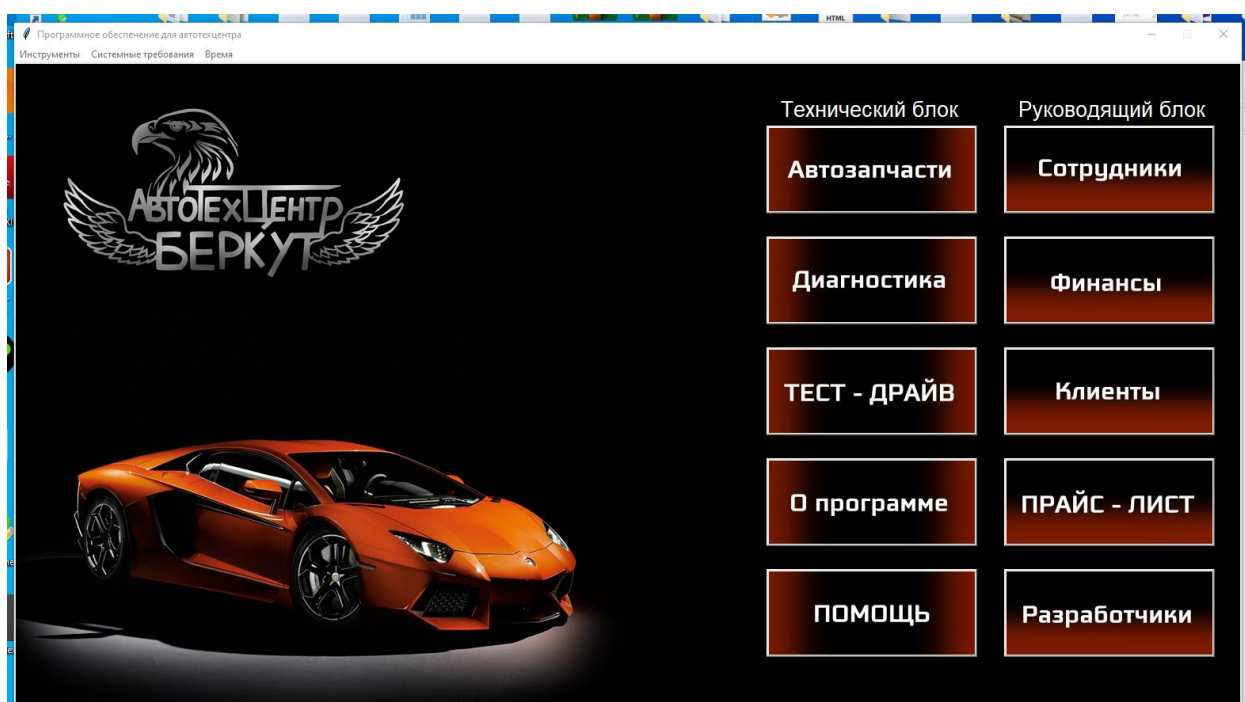 HTML
Программное обеспечение для автотехцентра
Инструменты Системные требования Время
АвтоТехЦентр
БЕРКУТ
Технический блок
Автозапчасти
Диагностика
ТЕСТ - ДРАЙВ
О программе
ПОМОЩЬ
Руководящий блок
Сотрудники
Финансы
Клиенты
ПРАЙС - ЛИСТ
Разработчики